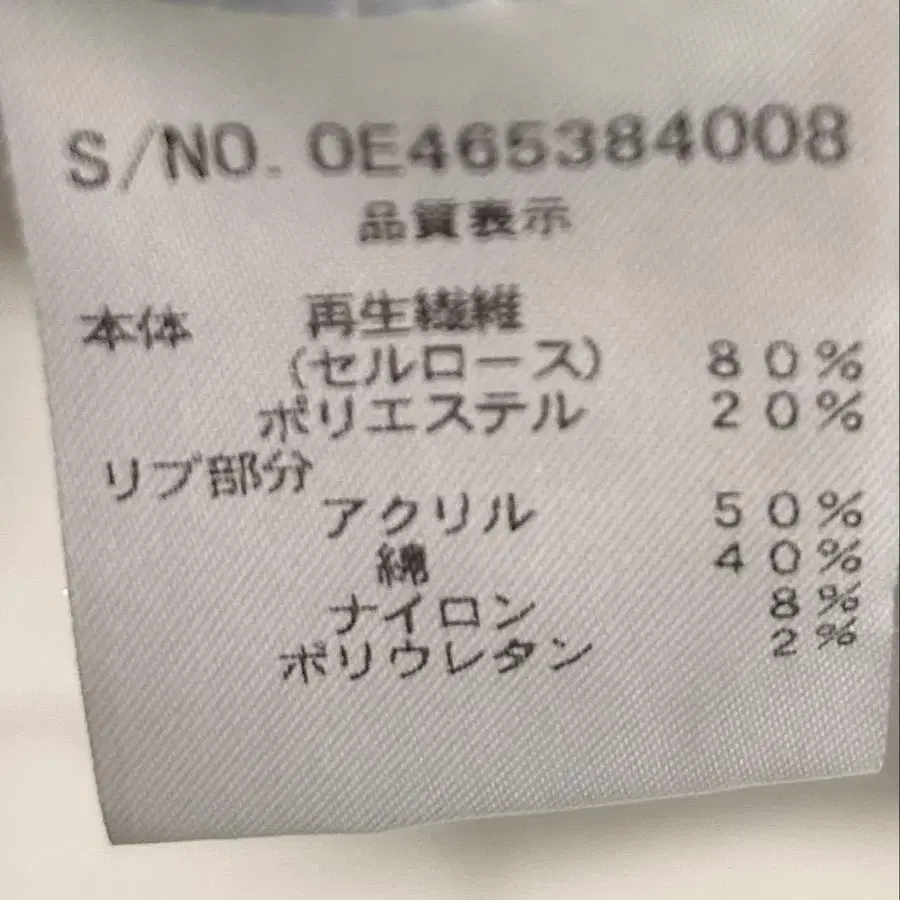 S/NO. 0E465384008
品質表示
本体 再生繊維
(セルロース) 80%
ポリエステル 20%
リブ部分
アクリル 50%
綿 40%
ナイロン 8%
ポリウレタン 2%